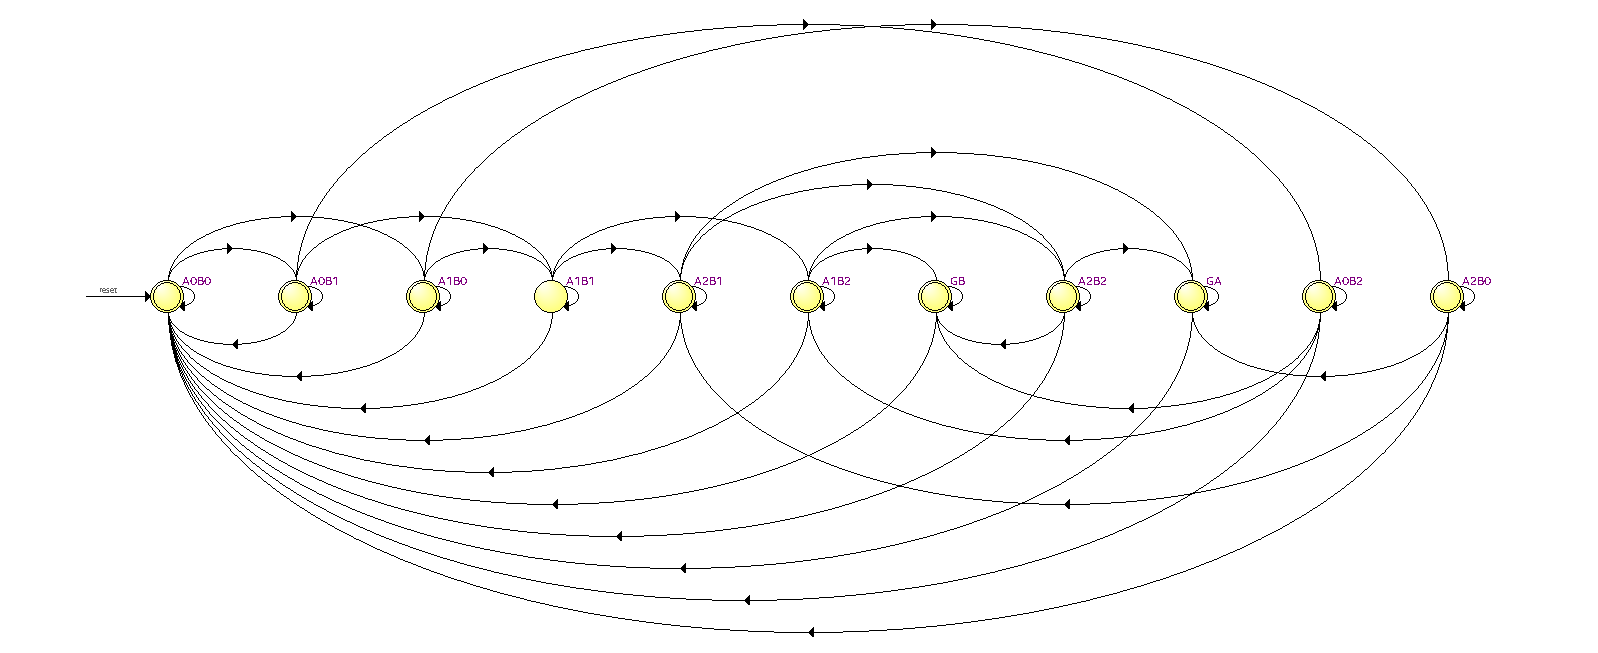 reset
A0B0
A0B1
A1B0
A1B1
A2B1
A1B2
GB
A2B2
GA
A0B2
A2B0